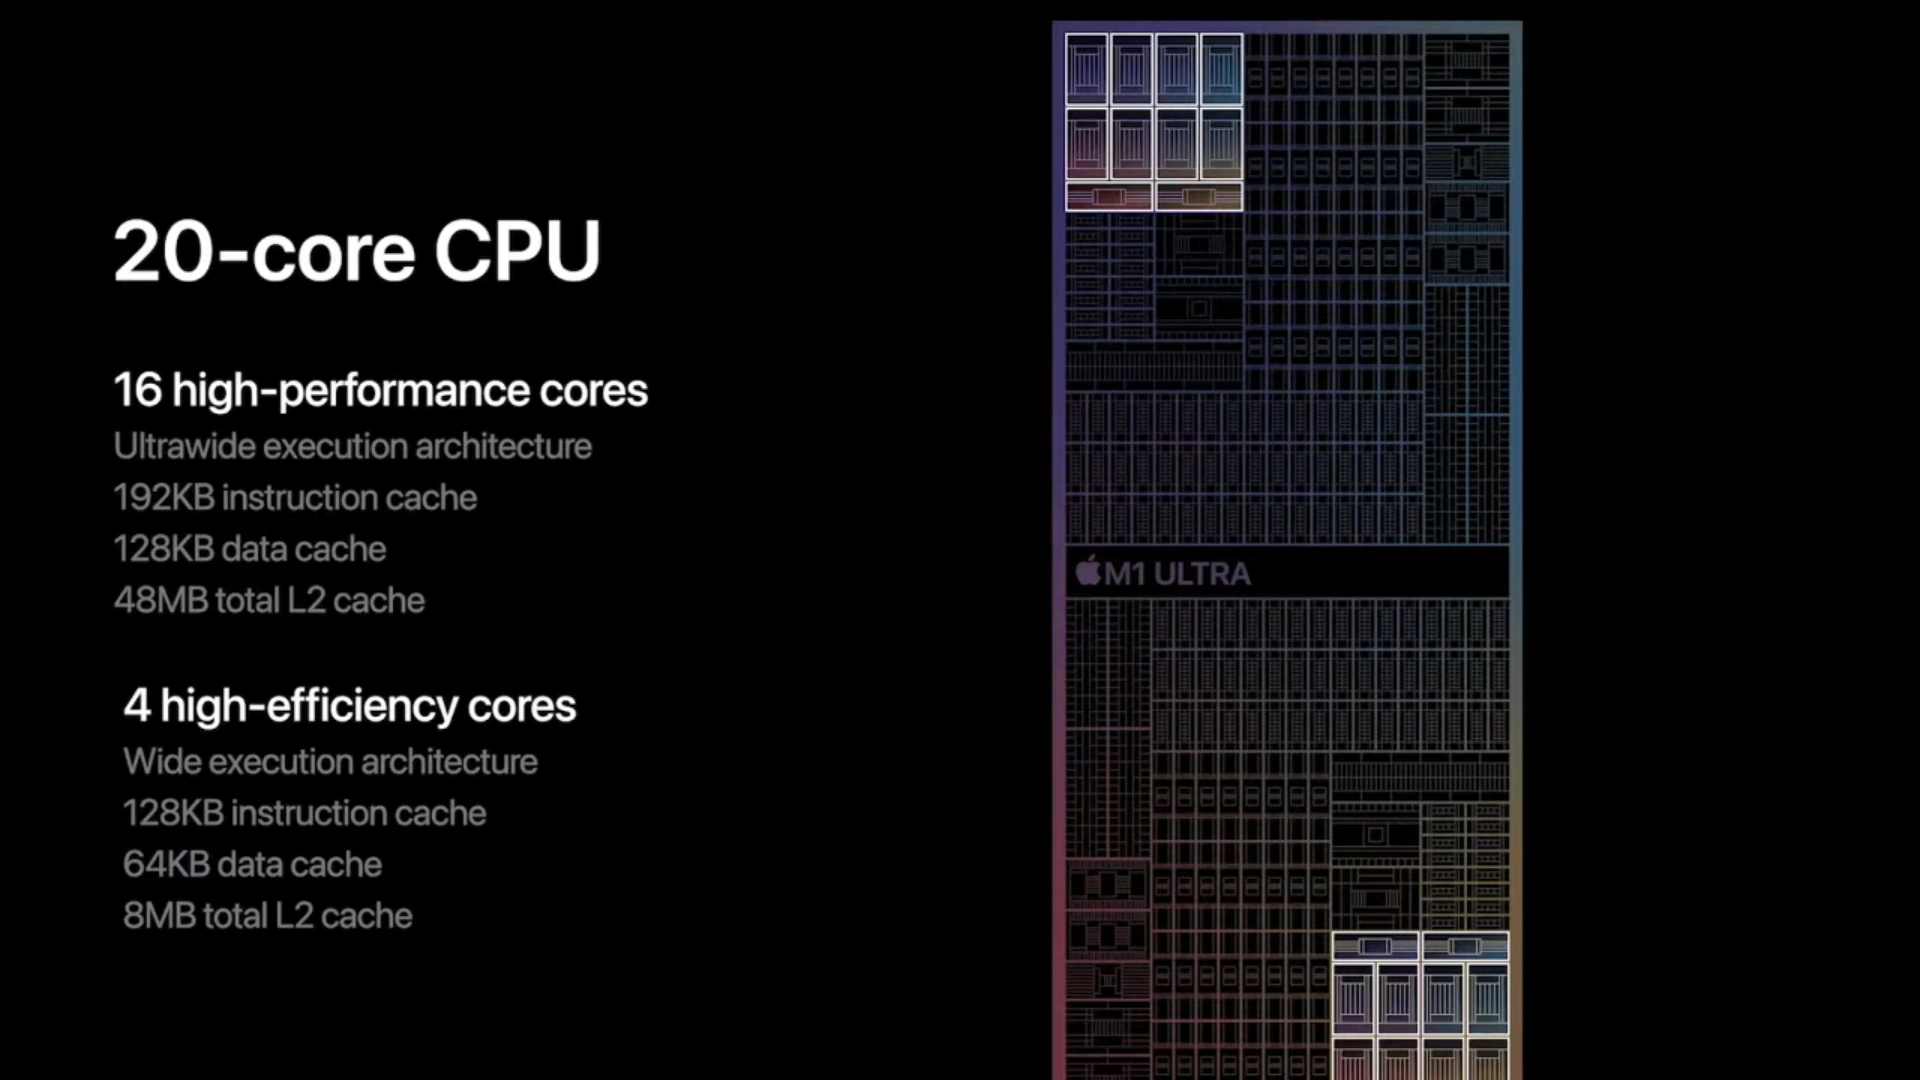 20-core CPU
16 high-performance cores
Ultrawide execution architecture
192KB instruction cache
128KB data cache
48MB total L2 cache
4 high-efficiency cores
Wide execution architecture
128KB instruction cache
64KB data cache
8MB total L2 cache
M1 ULTRA